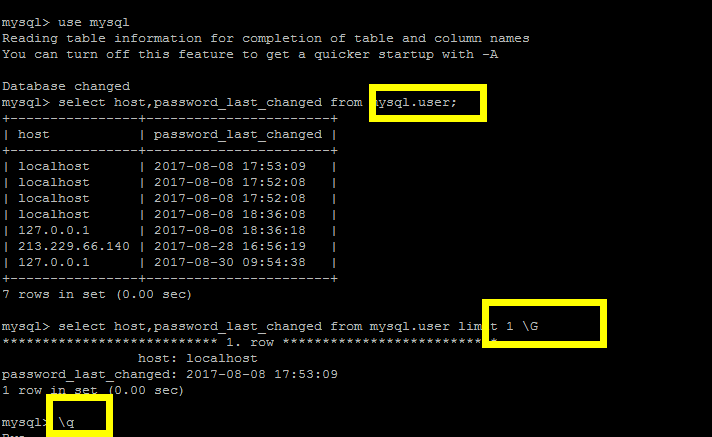 mysql> use mysql
Reading table information for completion of table and column names
You can turn off this feature to get a quicker startup with -A
Database changed
mysql> select host,password_last_changed from mysql.user;
+----------------+-----------------------+
| host           | password_last_changed |
+----------------+-----------------------+
| localhost      | 2017-08-08 17:53:09   |
| localhost      | 2017-08-08 17:52:08   |
| localhost      | 2017-08-08 17:52:08   |
| localhost      | 2017-08-08 18:36:08   |
| 127.0.0.1      | 2017-08-08 18:36:18   |
| 213.229.66.140 | 2017-08-28 16:56:19   |
| 127.0.0.1      | 2017-08-30 09:54:38   |
+----------------+-----------------------+
7 rows in set (0.00 sec)
mysql> select host,password_last_changed from mysql.user limit 1 \G
*************************** 1. row ***************************
                 host: localhost
password_last_changed: 2017-08-08 17:53:09
1 row in set (0.00 sec)
mysql> \q